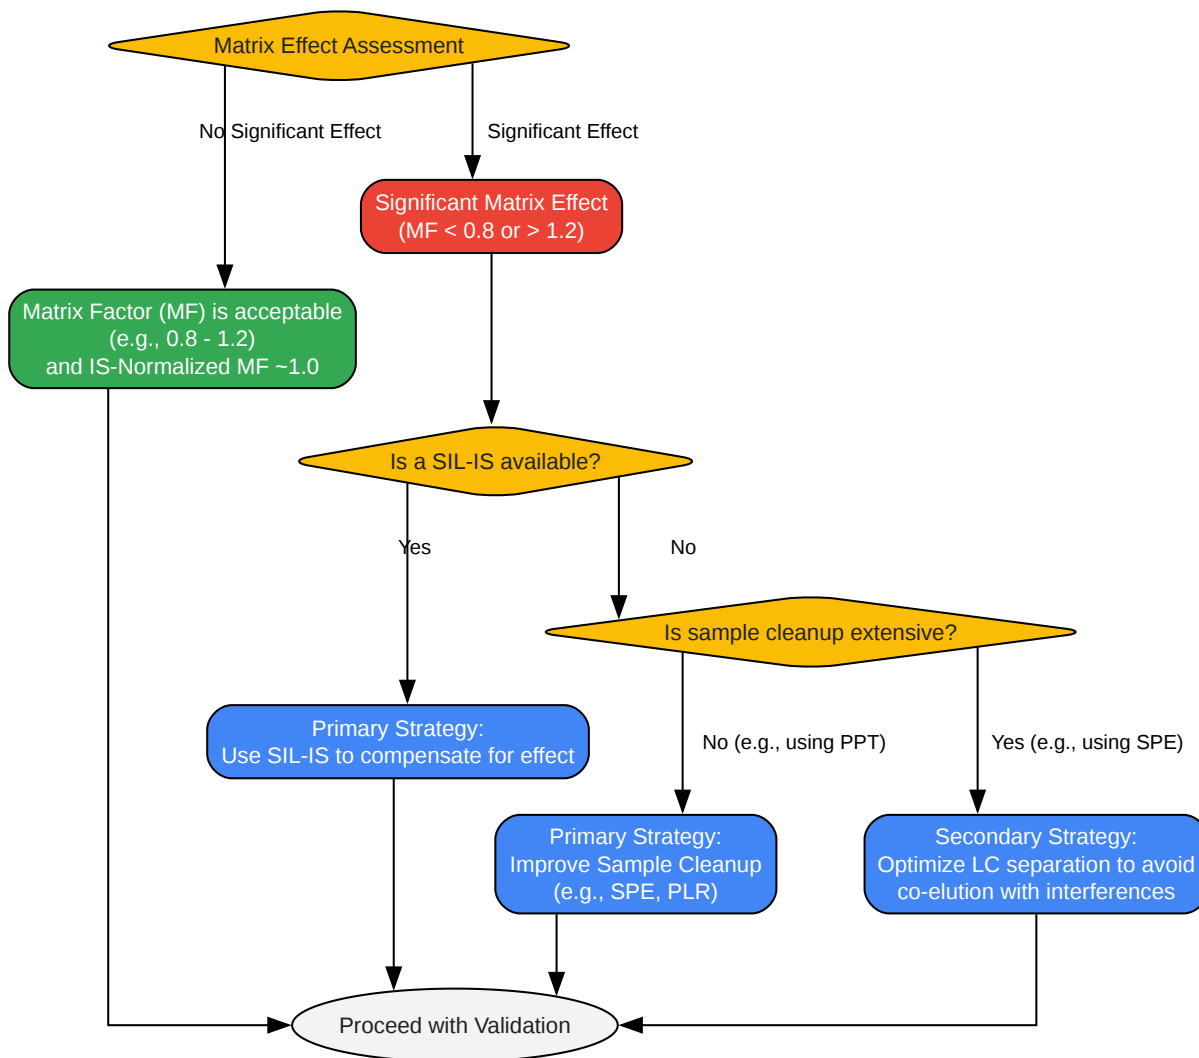 Matrix Effect Assessment
No Significant Effect
Significant Effect
Significant Matrix Effect
(MF < 0.8 or > 1.2)
Matrix Factor (MF) is acceptable
(e.g., 0.8 - 1.2)
and IS-Normalized MF ~1.0
Is a SIL-IS available?
Yes
No
Is sample cleanup extensive?
Primary Strategy:
Use SIL-IS to compensate for effect
No (e.g., using PPT)
Yes (e.g., using SPE)
Primary Strategy:
Improve Sample Cleanup
(e.g., SPE, PLR)
Secondary Strategy:
Optimize LC separation to avoid
co-elution with interferences
Proceed with Validation